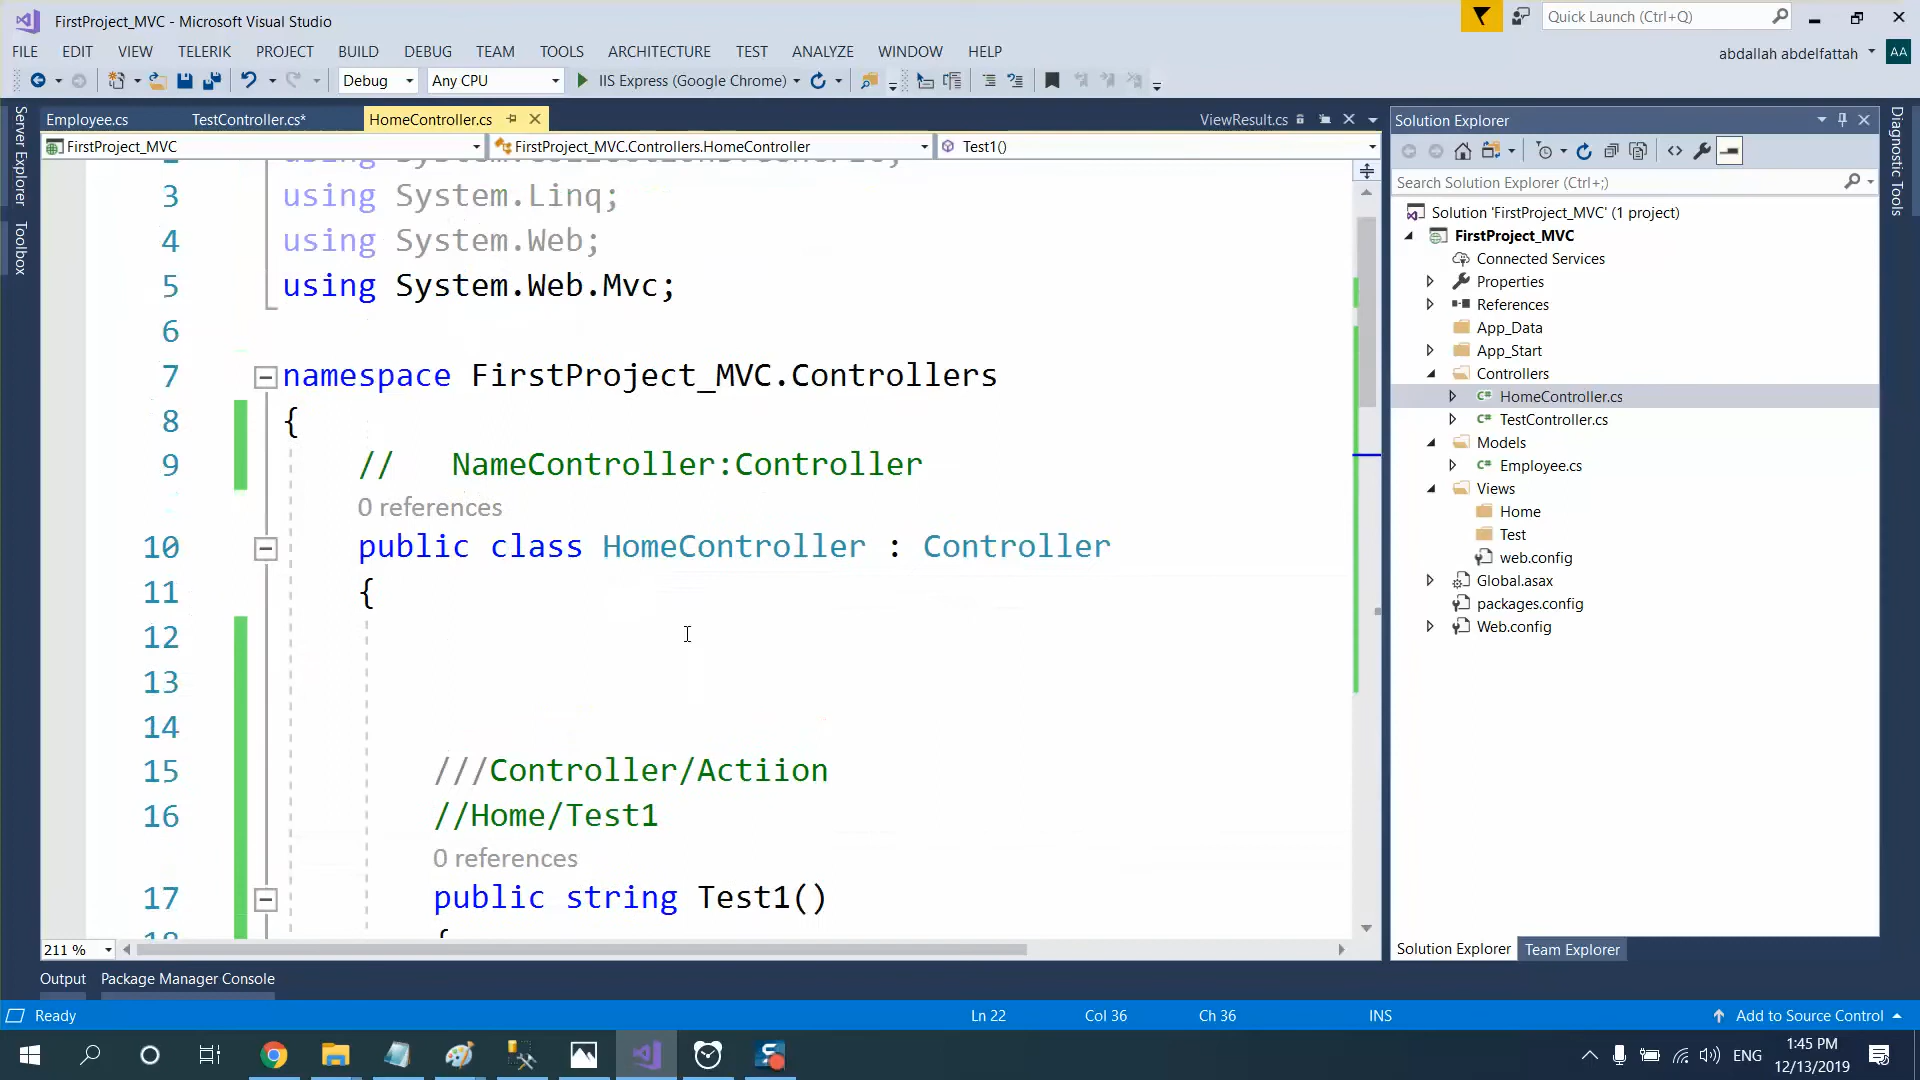 FirstProject_MVC - Microsoft Visual Studio
Quick Launch (Ctrl+Q)
FILE EDIT VIEW TELERIK PROJECT BUILD DEBUG TEAM TOOLS ARCHITECTURE TEST ANALYZE WINDOW HELP
abdallah abdelfattah AA
Debug Any CPU IIS Express (Google Chrome)
Server Explorer
Toolbox
Employee.cs TestController.cs* HomeController.cs ViewResult.cs
FirstProject_MVC FirstProject_MVC.Controllers.HomeController Test1()
3 using System.Linq;
4 using System.Web;
5 using System.Web.Mvc;
6
7 namespace FirstProject_MVC.Controllers
8 {
9 // NameController:Controller
0 references
10 public class HomeController : Controller
11 {
12
13
14
15 ///Controller/Actiion
16 //Home/Test1
0 references
17 public string Test1()
{
211 %
Output Package Manager Console
Solution Explorer
Search Solution Explorer (Ctrl+;)
Solution 'FirstProject_MVC' (1 project)
FirstProject_MVC
Connected Services
Properties
References
App_Data
App_Start
Controllers
HomeController.cs
TestController.cs
Models
Employee.cs
Views
Home
Test
web.config
Global.asax
packages.config
Web.config
Solution Explorer Team Explorer
Diagnostic Tools
Ready Ln 22 Col 36 Ch 36 INS Add to Source Control
ENG 1:45 PM
12/13/2019